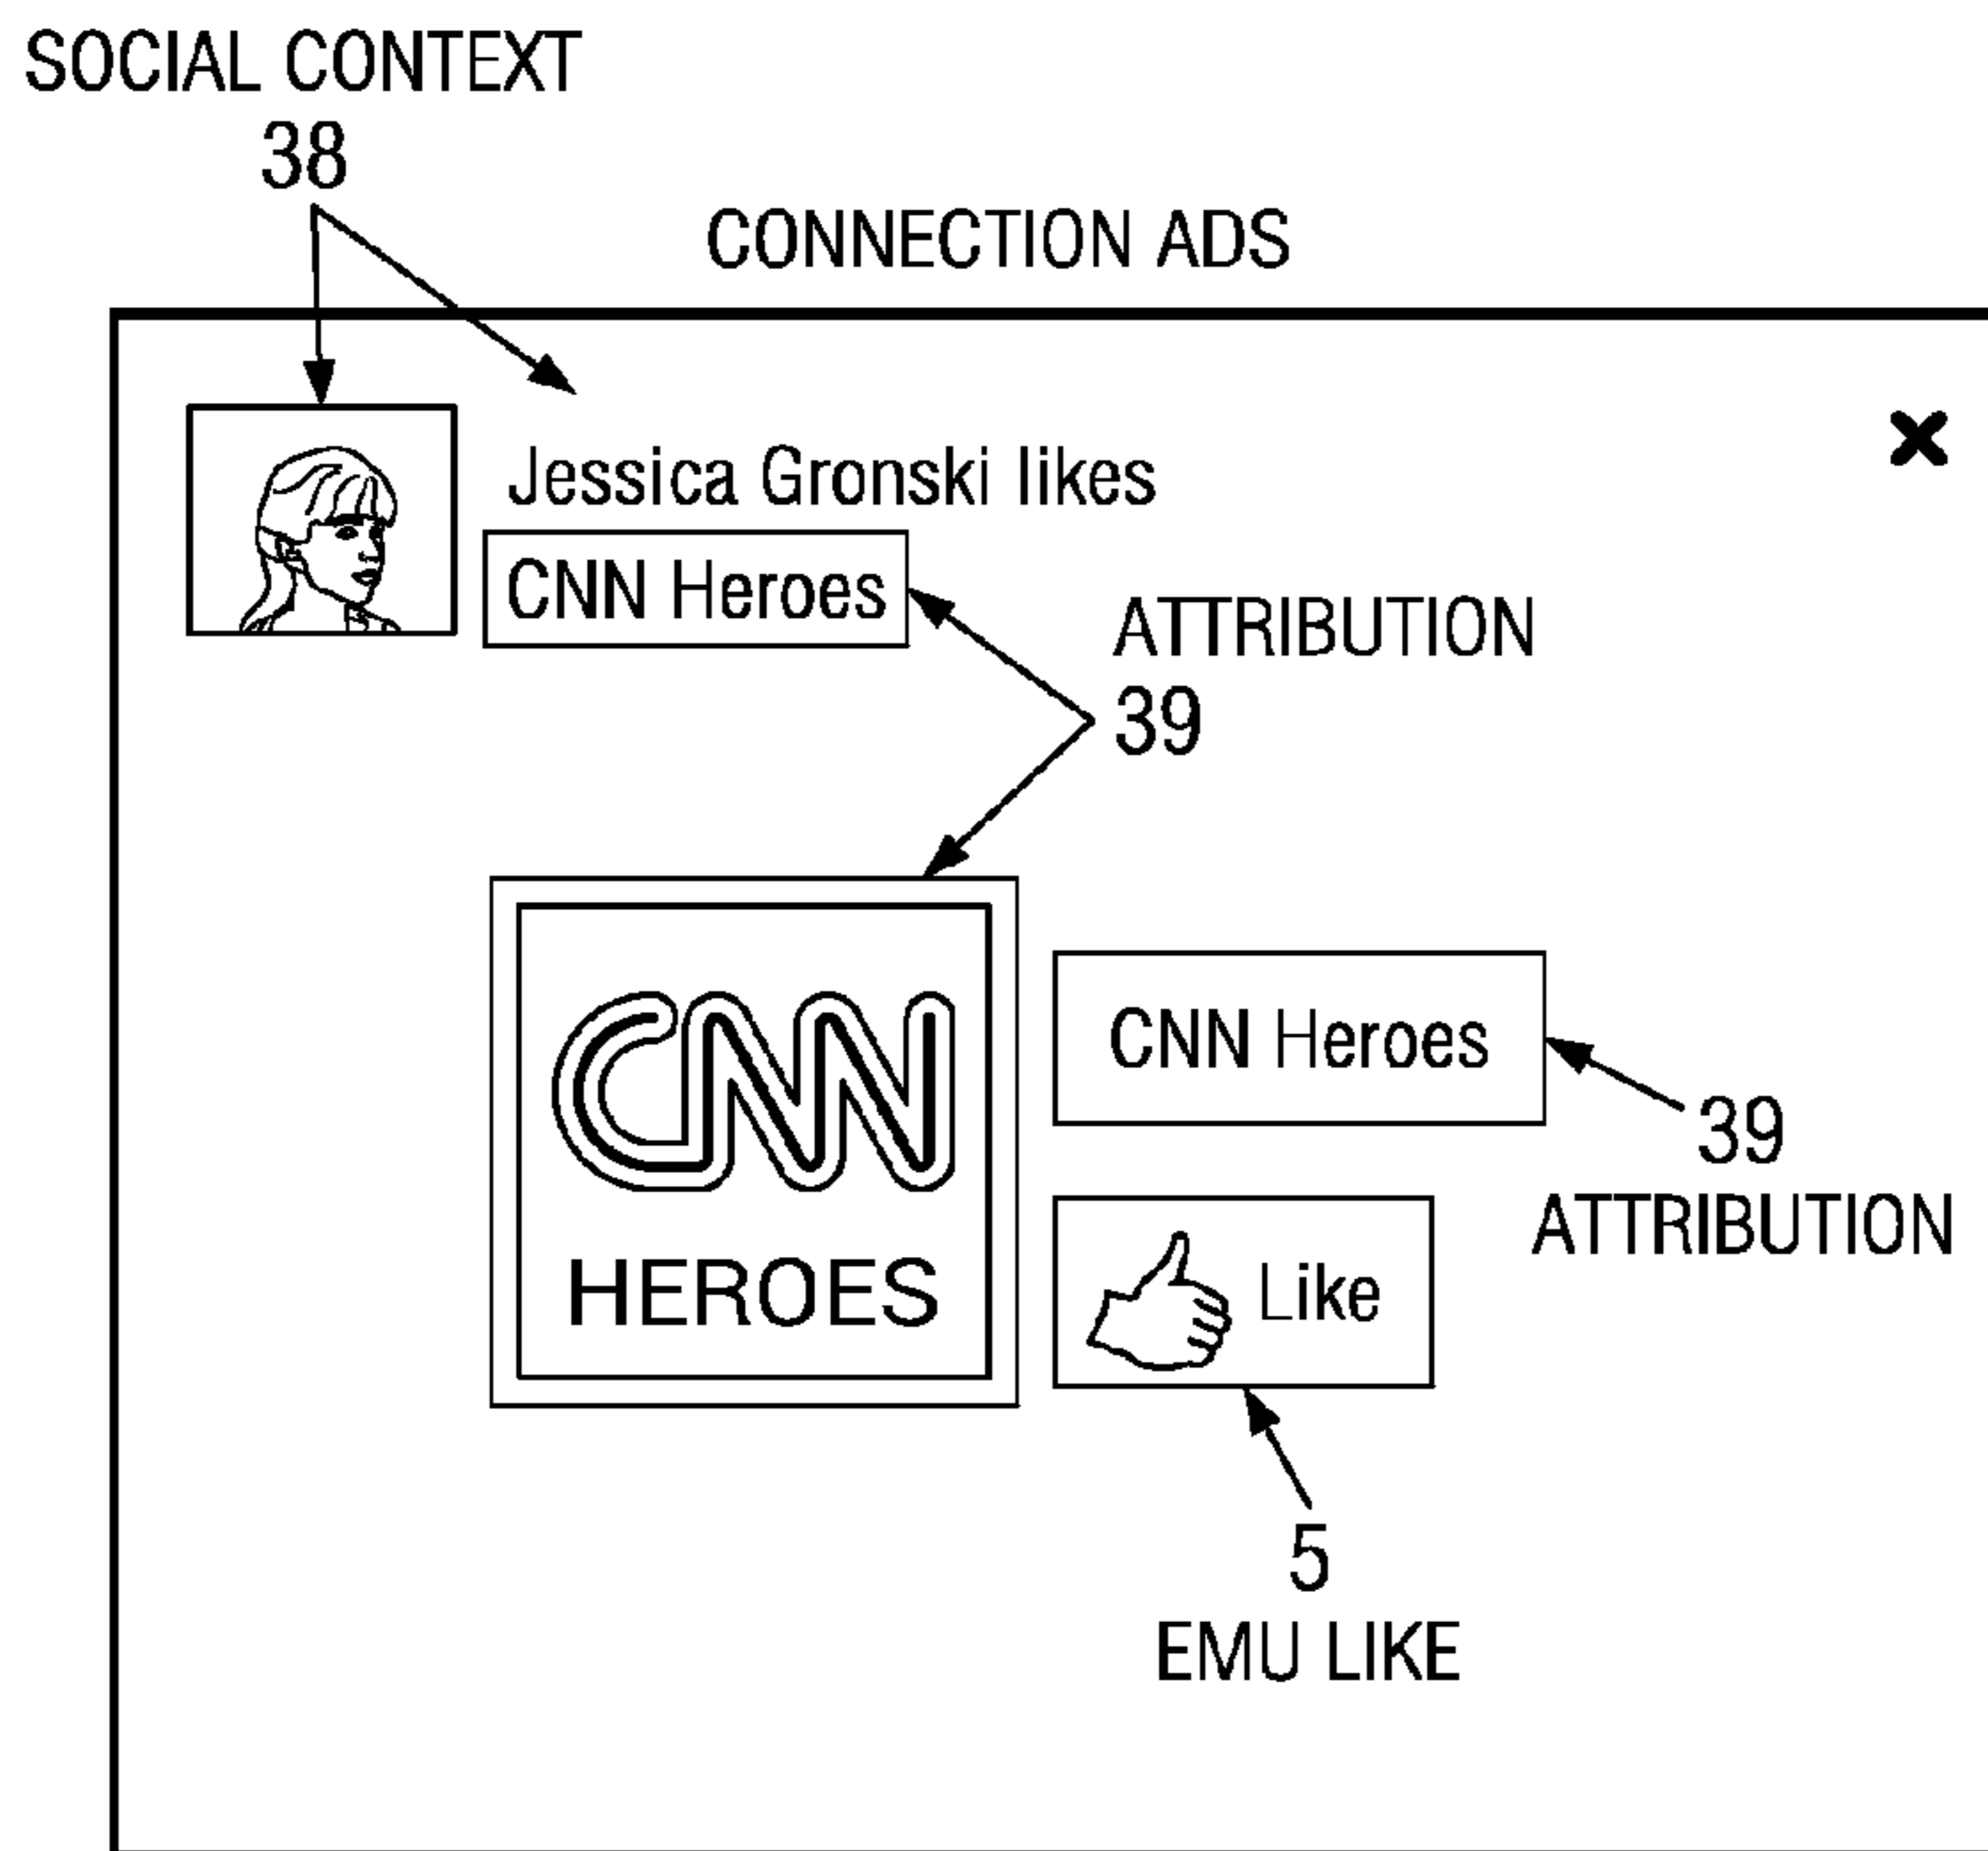 SOCIAL CONTEXT
38
CONNECTION ADS
Jessica Gronski likes
CNN Heroes
ATTRIBUTION
39
CNN
HEROES
CNN Heroes
39
ATTRIBUTION
Like
5
EMU LIKE